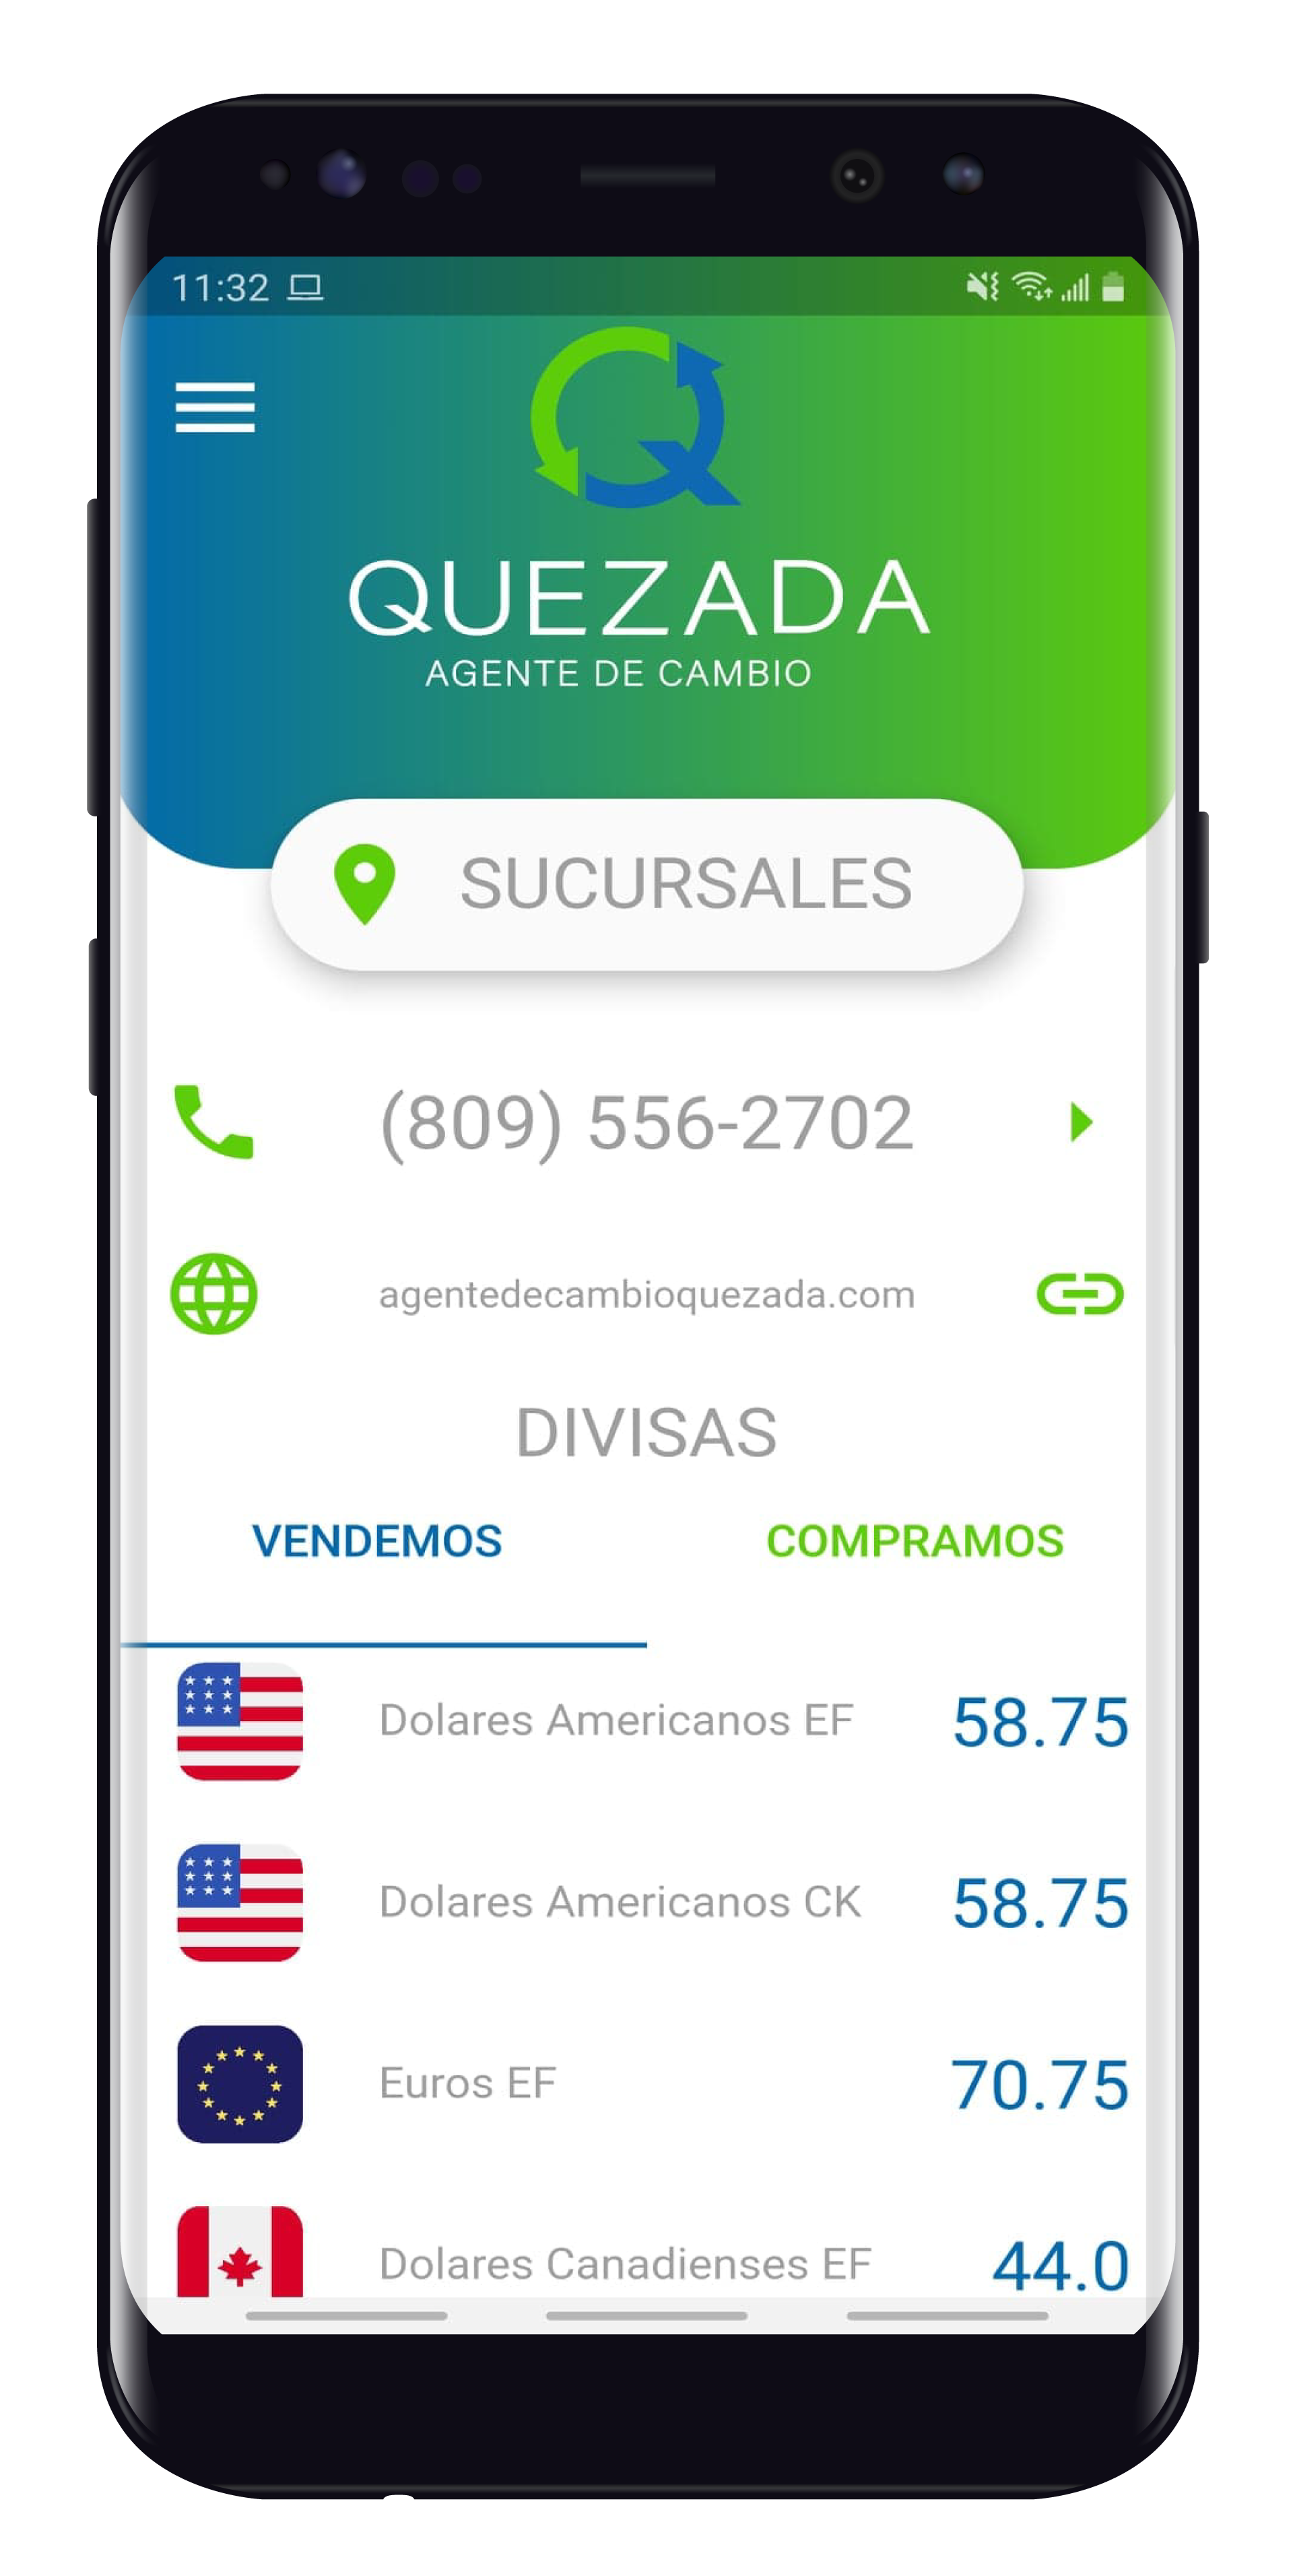 11:32
QUEZADA
AGENTE DE CAMBIO
SUCURSALES
(809) 556-2702
agentedecambioquezada.com
DIVISAS
VENDEMOS COMPRAMOS
Dolares Americanos EF 58.75
Dolares Americanos CK 58.75
Euros EF 70.75
Dolares Canadienses EF 44.0